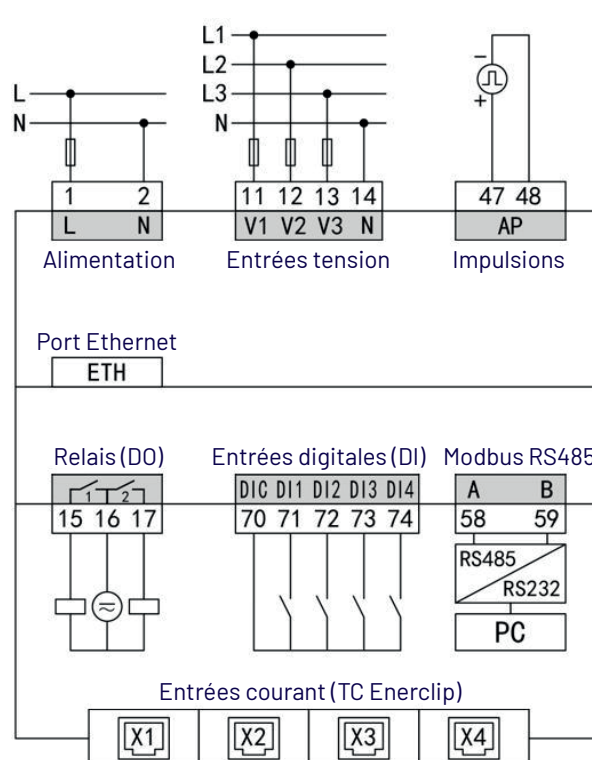 L1
L2
L L3
N N
− +
1 2 11 12 13 14 47 48
L N V1 V2 V3 N AP
Alimentation Entrées tension Impulsions
Port Ethernet
ETH
Relais (DO) Entrées digitales (DI) Modbus RS485
1 2 DIC DI1 DI2 DI3 DI4 A B
15 16 17 70 71 72 73 74 58 59
RS485
RS232
PC
Entrées courant (TC Enerclip)
X1 X2 X3 X4